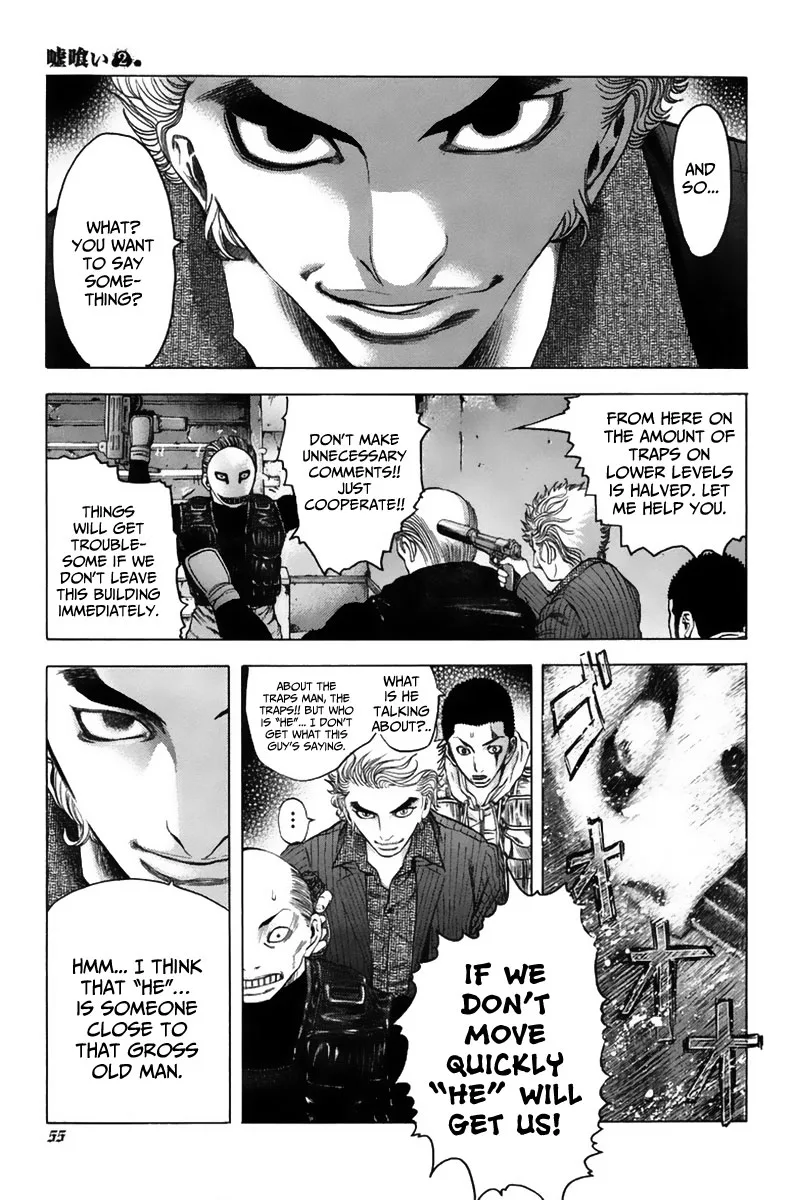 嘘喰い 2.
AND
SO...
WHAT?
YOU WANT
TO SAY
SOME-
THING?
FROM HERE ON
THE AMOUNT OF
TRAPS ON
LOWER LEVELS
IS HALVED. LET
ME HELP YOU.
DON'T MAKE
UNNECESSARY
COMMENTS!!
JUST
COOPERATE!!
THINGS
WILL GET
TROUBLE-
SOME IF WE
DON'T LEAVE
THIS BUILDING
IMMEDIATELY.
ゴオオオ
IF WE
DON'T
MOVE
QUICKLY
"HE" WILL
GET US!
WHAT
IS HE
TALKING
ABOUT?..
ABOUT THE
TRAPS MAN, THE
TRAPS!! BUT WHO
IS "HE"... I DON'T
GET WHAT THIS
GUY'S SAYING.
...
HMM... I THINK
THAT "HE"...
IS SOMEONE
CLOSE TO
THAT GROSS
OLD MAN.
55